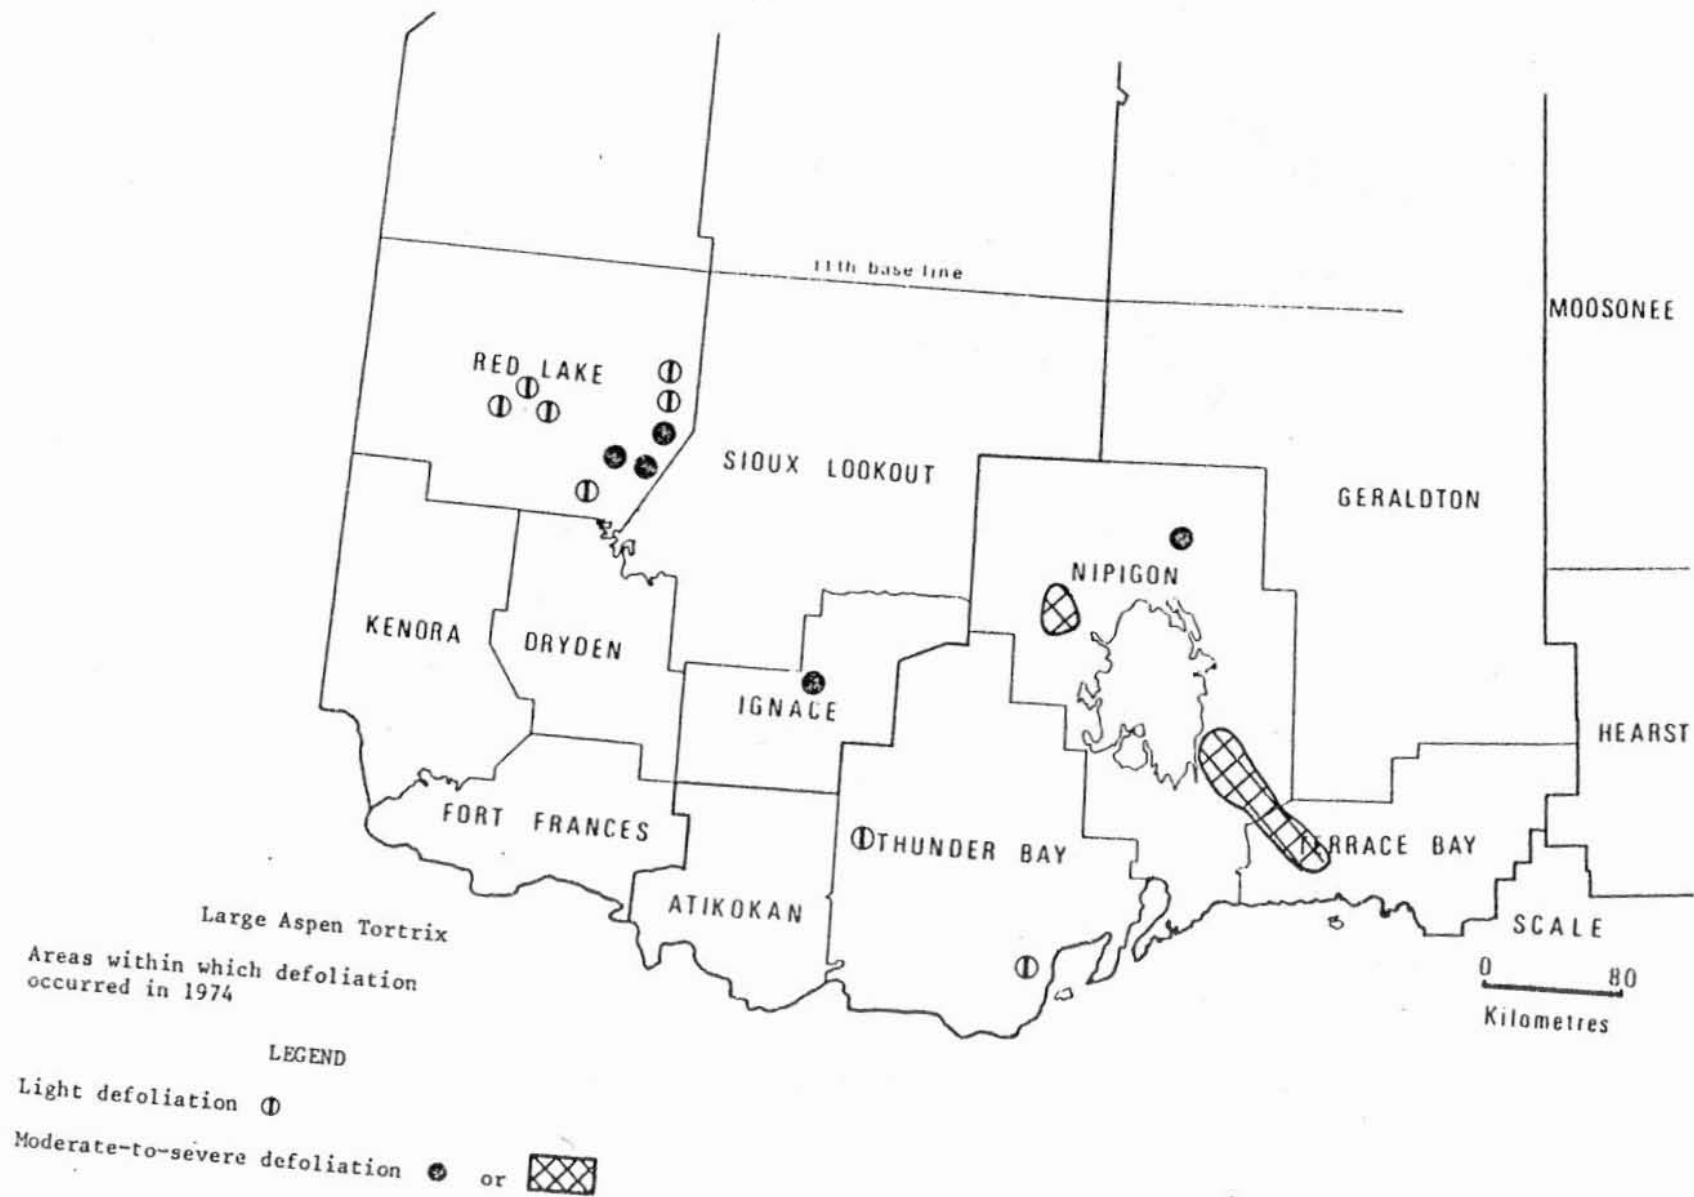 11th base line
MOOSONEE
RED LAKE
SIOUX LOOKOUT
GERALDTON
NIPIGON
KENORA
DRYDEN
IGNACE
HEARST
FORT FRANCES
THUNDER BAY
TERRACE BAY
ATIKOKAN
SCALE
0 80
Kilometres
Large Aspen Tortrix
Areas within which defoliation
occurred in 1974
LEGEND
Light defoliation
Moderate-to-severe defoliation or